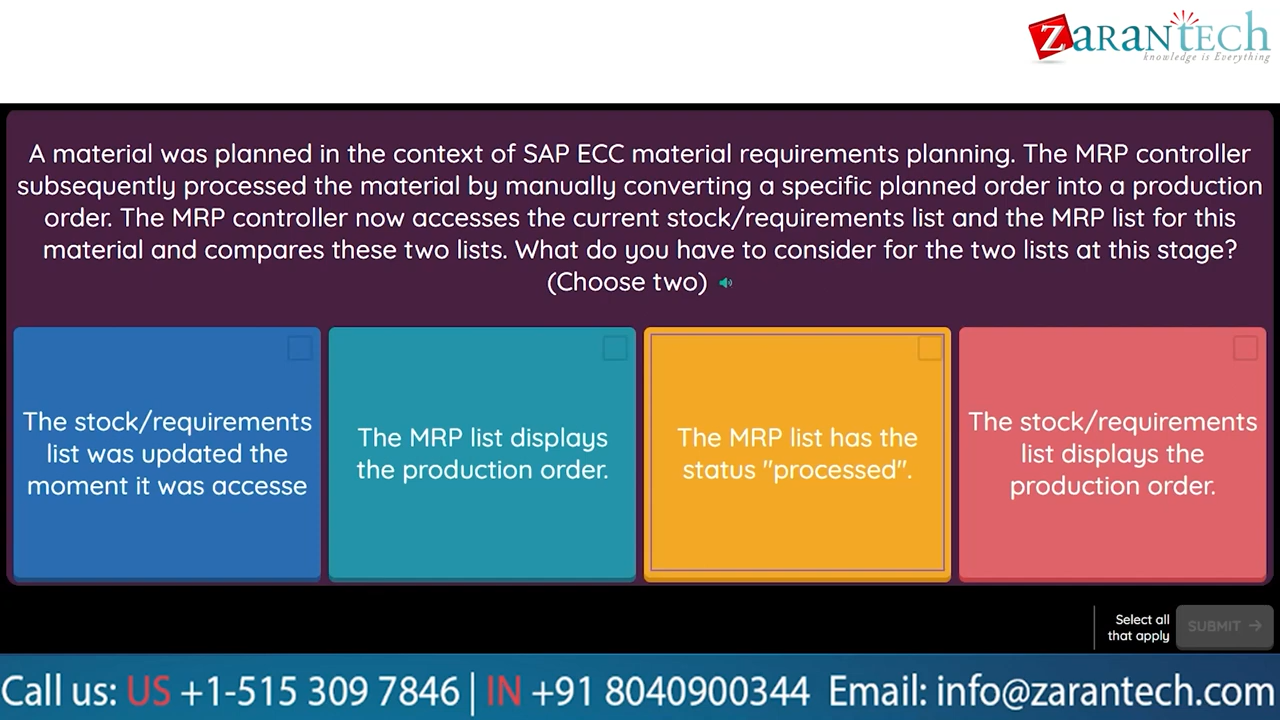 ZARANTECH
knowledge is Everything
A material was planned in the context of SAP ECC material requirements planning. The MRP controller
subsequently processed the material by manually converting a specific planned order into a production
order. The MRP controller now accesses the current stock/requirements list and the MRP list for this
material and compares these two lists. What do you have to consider for the two lists at this stage?
(Choose two)
The stock/requirements
list was updated the
moment it was accesse
The MRP list displays
the production order.
The MRP list has the
status "processed".
The stock/requirements
list displays the
production order.
Select all
that apply
SUBMIT →
Call us: US +1-515 309 7846 | IN +91 8040900344 Email: info@zarantech.com